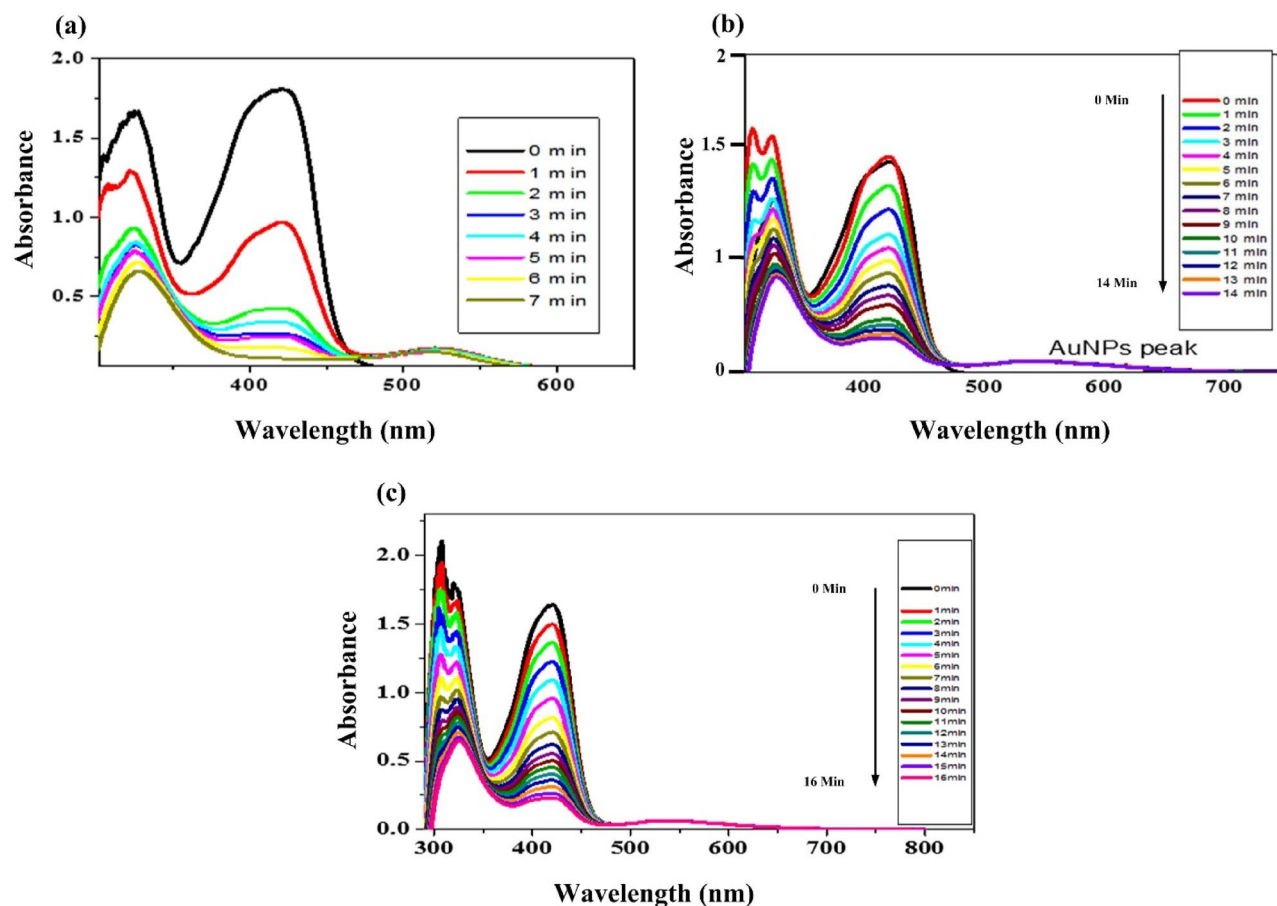 (a)
2.0
1.5
1.0
0.5
Absorbance
400
500
600
Wavelength (nm)
0 m in
1 m in
2 m in
3 m in
4 m in
5 m in
6 m in
7 m in
(b)
2
1.5
1
1
0
Absorbance
400
500
600
700
Wavelength (nm)
0 Min
14 Min
AuNPs peak
0 min
1 min
2 min
3 min
4 min
5 min
6 min
7 min
8 min
9 min
10 min
11 min
12 min
13 min
14 min
(c)
2.0
1.5
1.0
0.5
0.0
Absorbance
300
400
500
600
700
800
Wavelength (nm)
0 Min
16 Min
0min
1min
2min
3min
4min
5min
6min
7min
8min
9min
10min
11min
12min
13min
14min
15min
16min